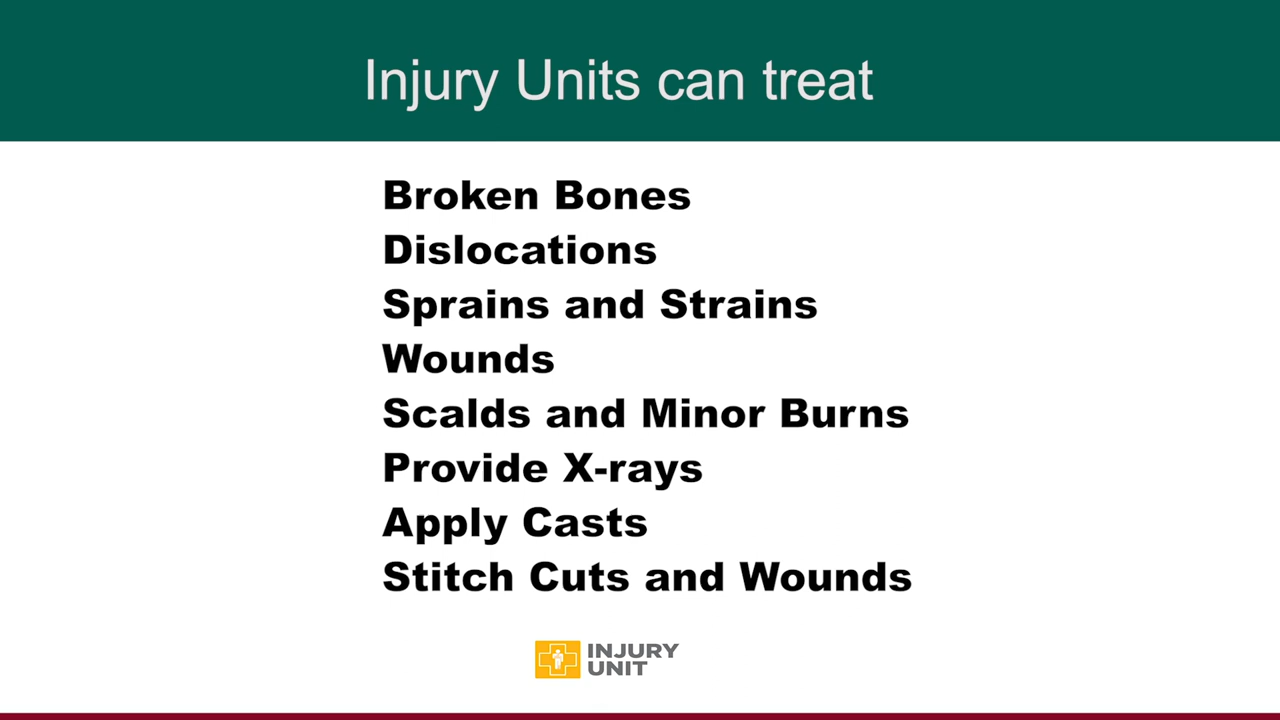 Injury Units can treat
Broken Bones
Dislocations
Sprains and Strains
Wounds
Scalds and Minor Burns
Provide X-rays
Apply Casts
Stitch Cuts and Wounds
INJURY
UNIT